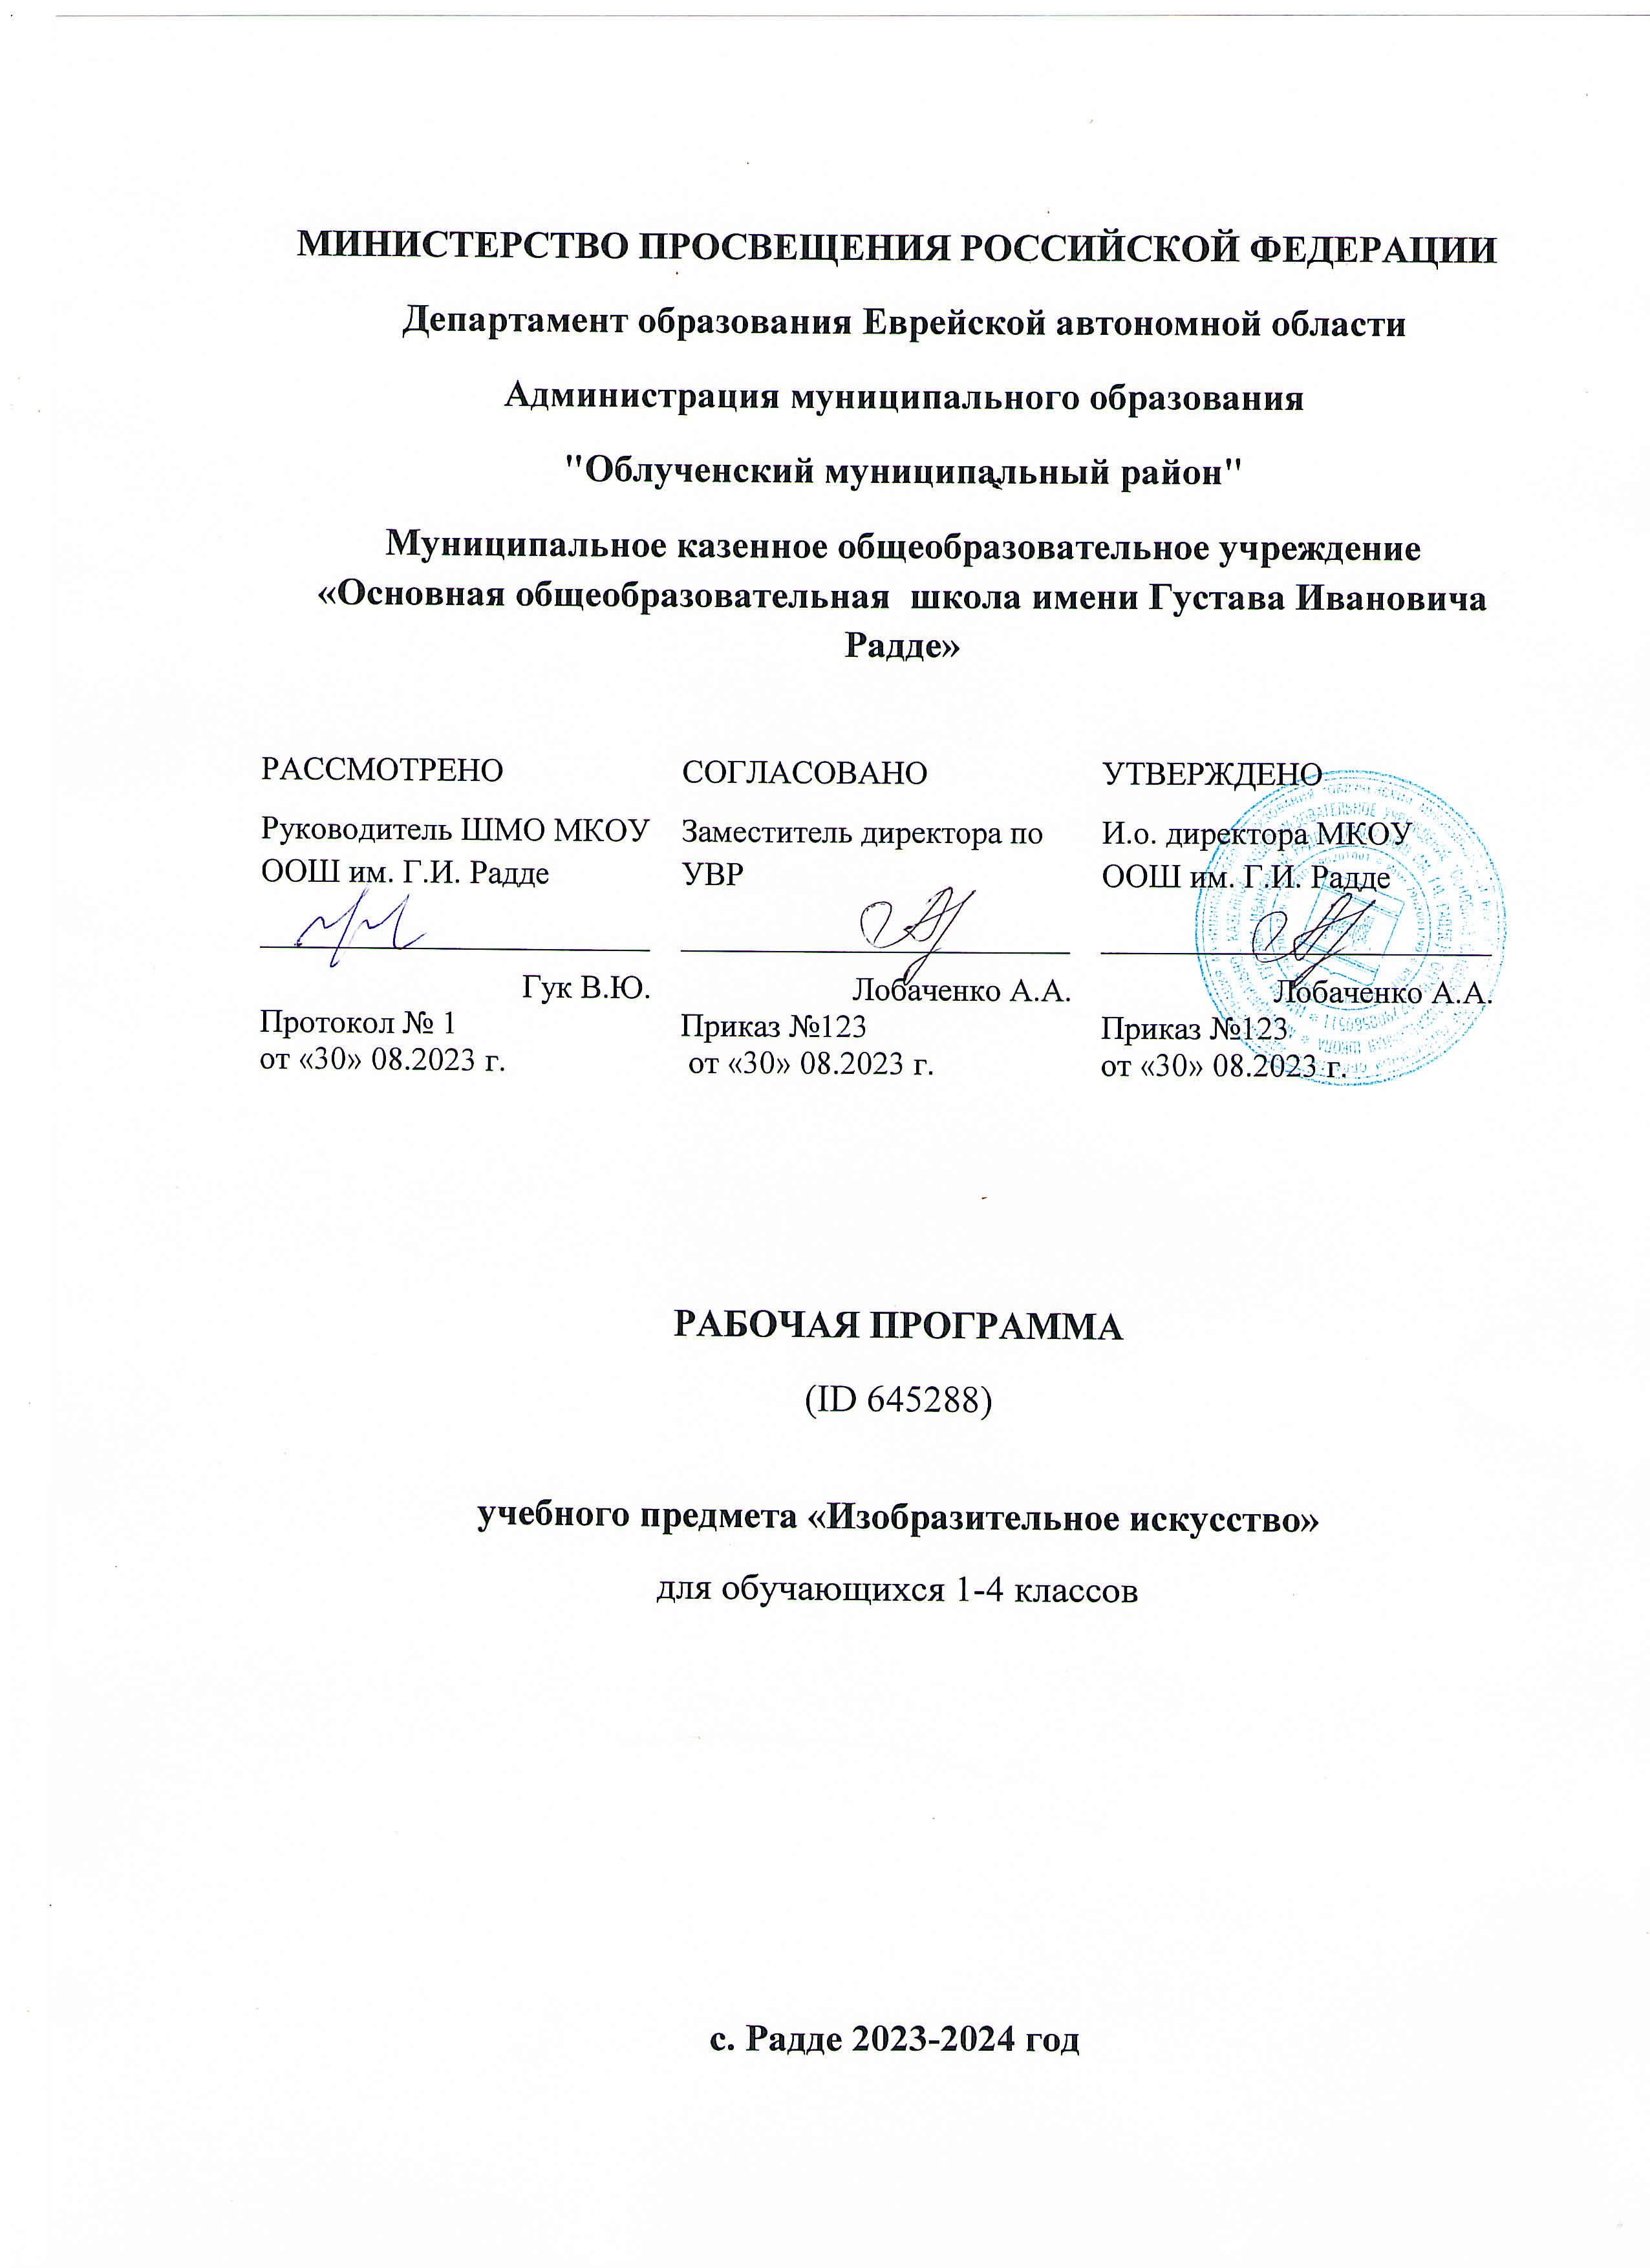 МИНИСТЕРСТВО ПРОСВЕЩЕНИЯ РОССИЙСКОЙ ФЕДЕРАЦИИ
Департамент образования Еврейской автономной области
Администрация муниципального образования
"Облученский муниципальный район"
Муниципальное казенное общеобразовательное учреждение
«Основная общеобразовательная школа имени Густава Ивановича
Радде»
РАССМОТРЕНО
Руководитель ШМО МКОУ
ООШ им. Г.И. Радде
Гук В.Ю.
Протокол № 1
от «30» 08.2023 г.
СОГЛАСОВАНО
Заместитель директора по
УВР
Лобаченко А.А.
Приказ №123
от «30» 08.2023 г.
УТВЕРЖДЕНО
И.о. директора МКОУ
ООШ им. Г.И. Радде
Лобаченко А.А.
Приказ №123
от «30» 08.2023 г.
РАБОЧАЯ ПРОГРАММА
(ID 645288)
учебного предмета «Изобразительное искусство»
для обучающихся 1-4 классов
с. Радде 2023-2024 год